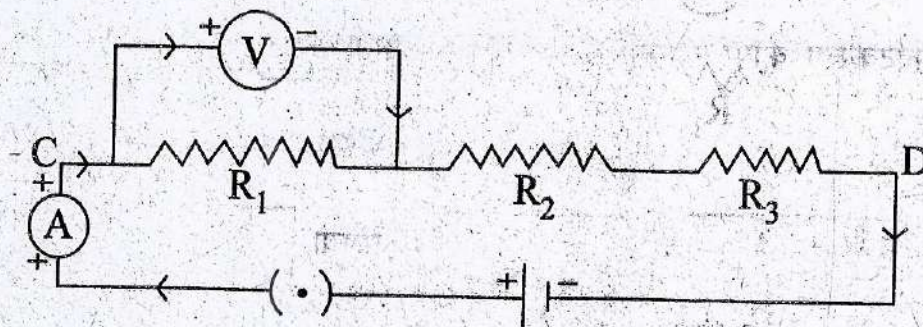 + V −
C
D
+
R₁
R₂
R₃
A
+
(•)
+ −